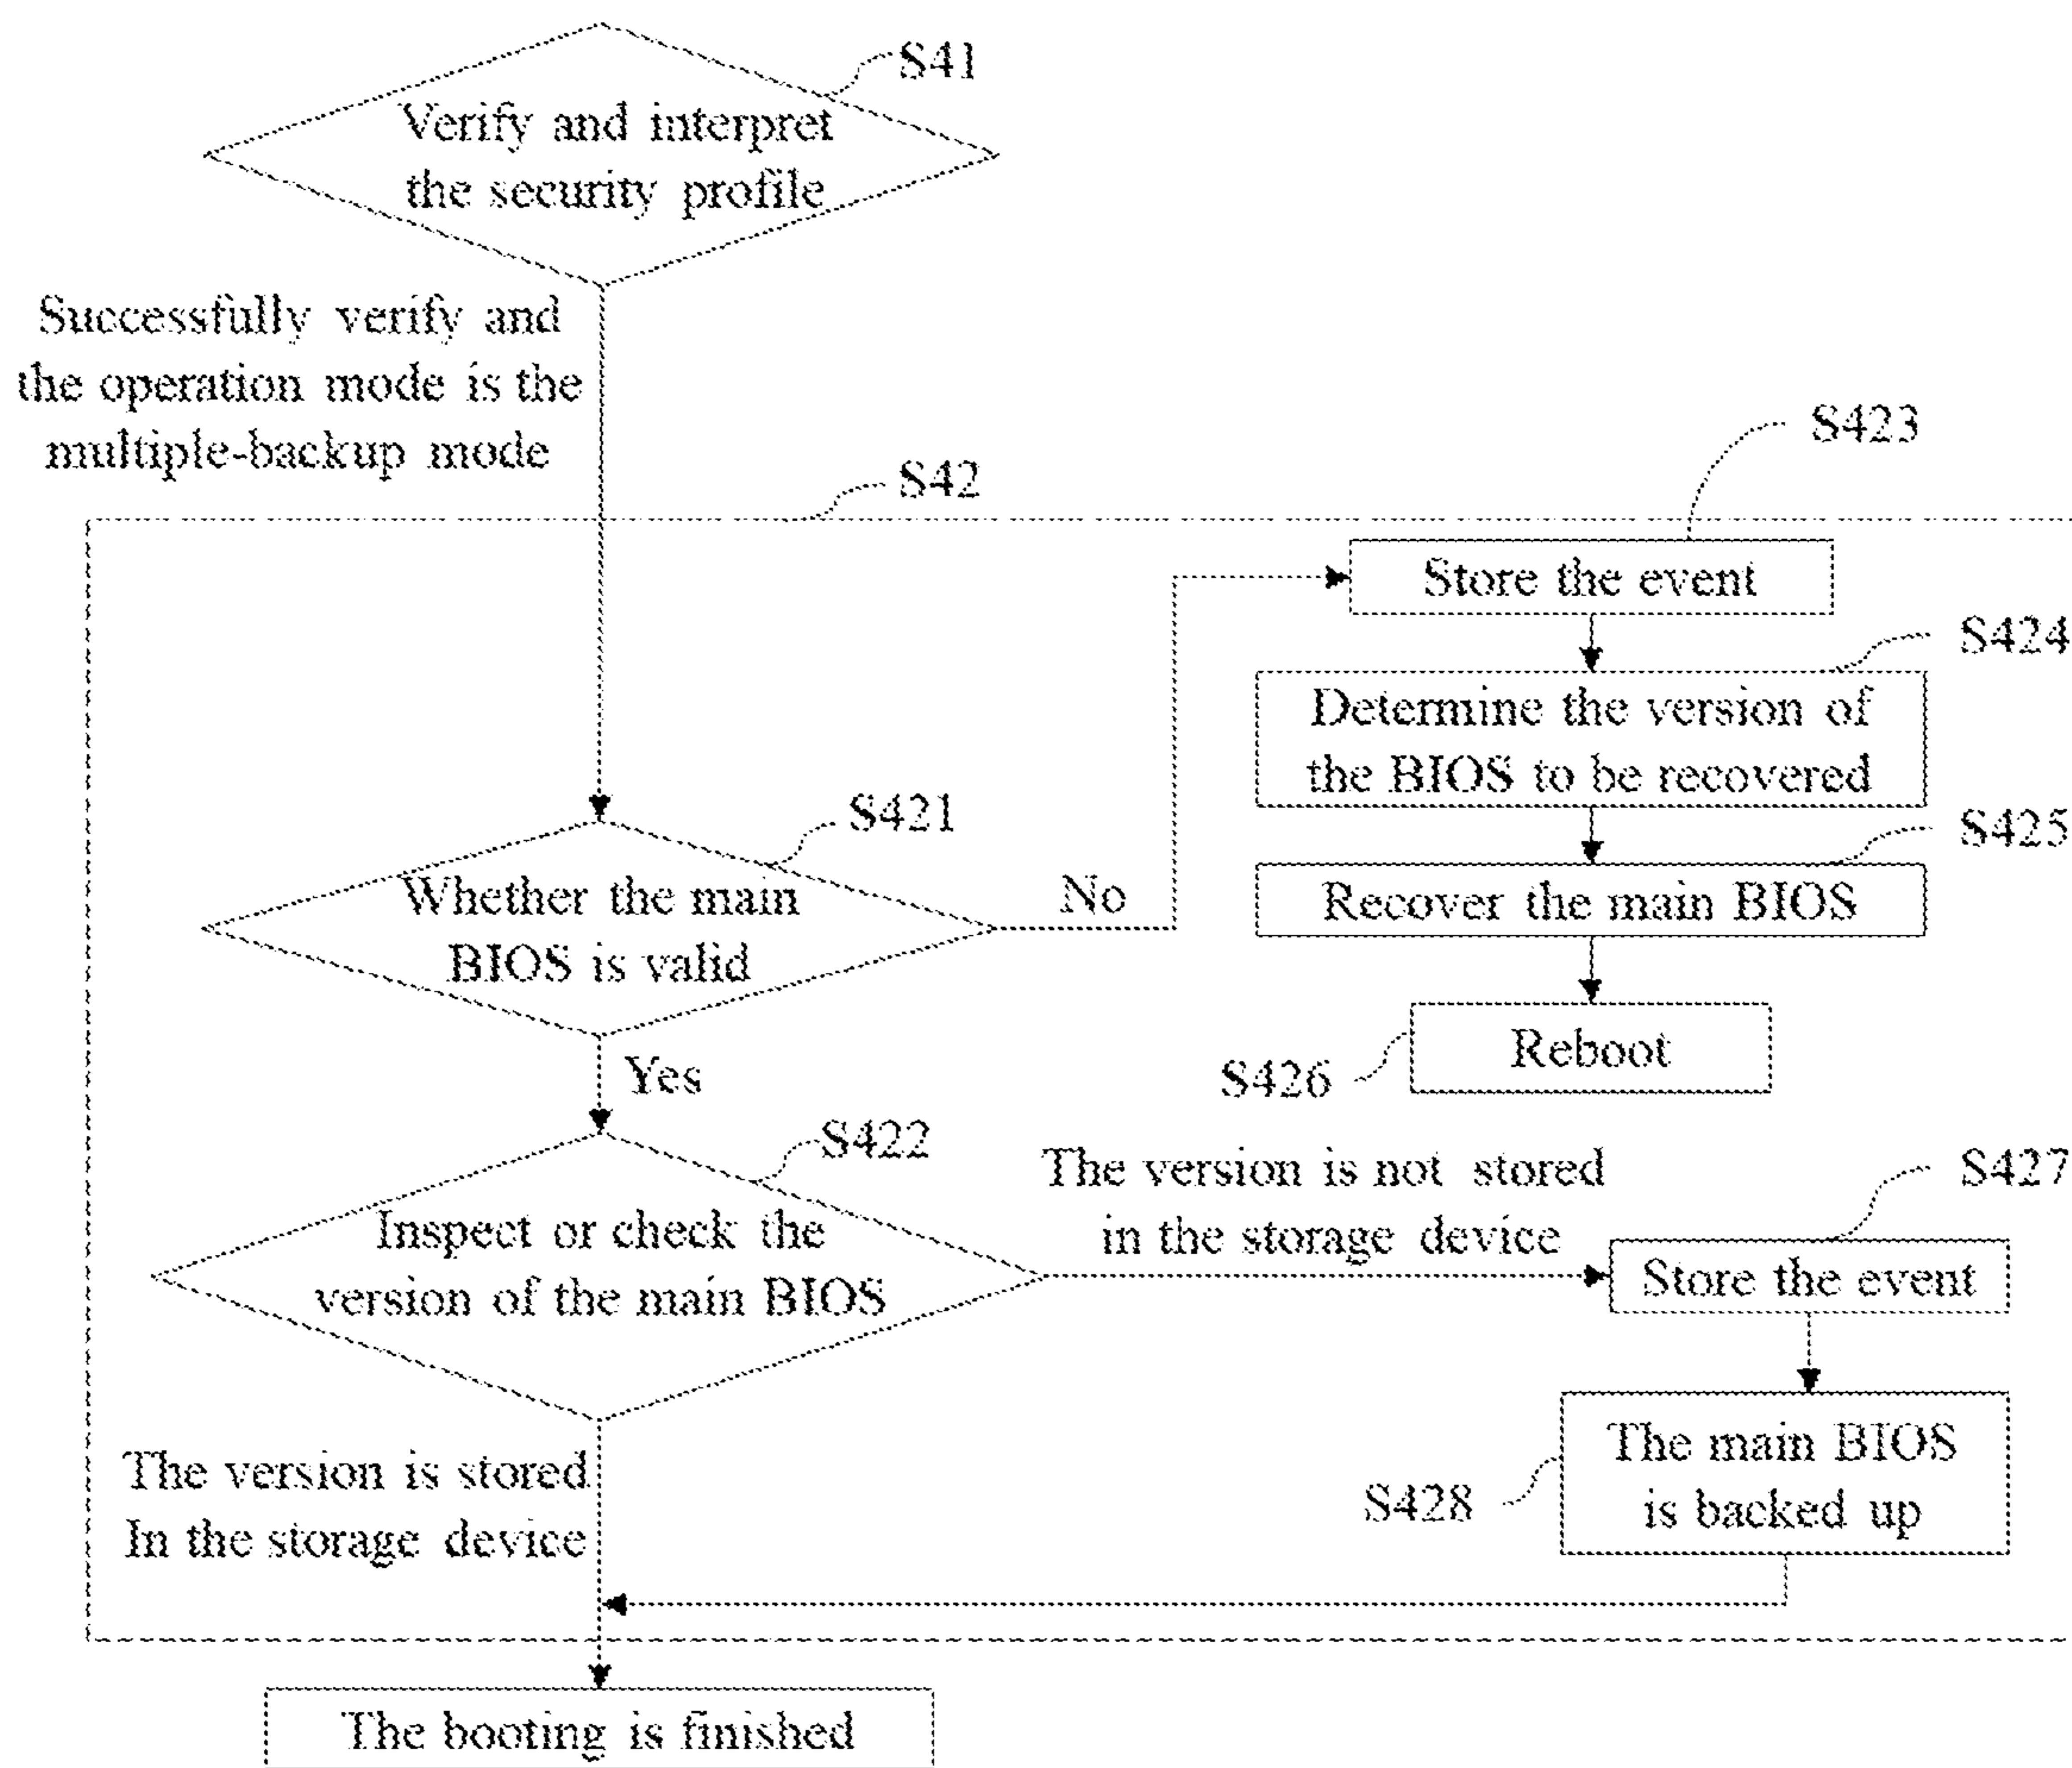 S41
Verify and interpret
the security profile
Successfully verify and
the operation mode is the
multiple-backup mode
S42
S423
Store the event
S424
Determine the version of
the BIOS to be recovered
S425
Recover the main BIOS
S426
Reboot
S421
Whether the main
BIOS is valid
No
Yes
S422
Inspect or check the
version of the main BIOS
The version is not stored
in the storage device
S427
Store the event
S428
The main BIOS
is backed up
The version is stored
In the storage device
The booting is finished